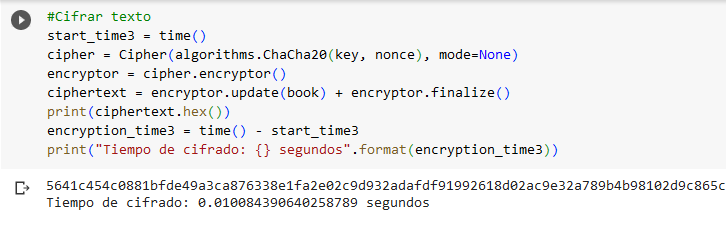 #Cifrar texto
start_time3 = time()
cipher = Cipher(algorithms.ChaCha20(key, nonce), mode=None)
encryptor = cipher.encryptor()
ciphertext = encryptor.update(book) + encryptor.finalize()
print(ciphertext.hex())
encryption_time3 = time() - start_time3
print("Tiempo de cifrado: {} segundos".format(encryption_time3))
5641c454c0881bfde49a3ca876338e1fa2e02c9d932adafdf91992618d02ac9e32a789b4b98102d9c865c
Tiempo de cifrado: 0.010084390640258789 segundos